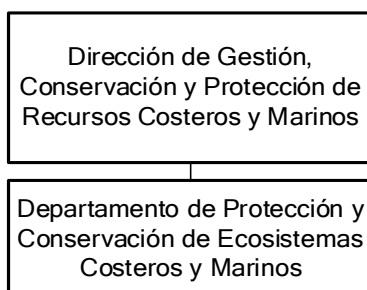 Dirección de Gestión,
Conservación y Protección de
Recursos Costeros y Marinos
Departamento de Protección y
Conservación de Ecosistemas
Costeros y Marinos